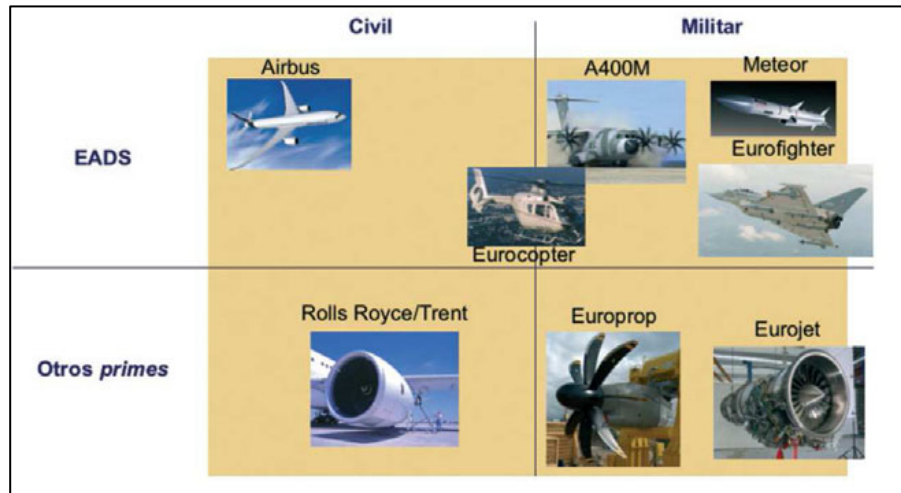 Civil
Militar
EADS
Airbus
A400M
Meteor
Eurofighter
Eurocopter
Otros primes
Rolls Royce/Trent
Europrop
Eurojet